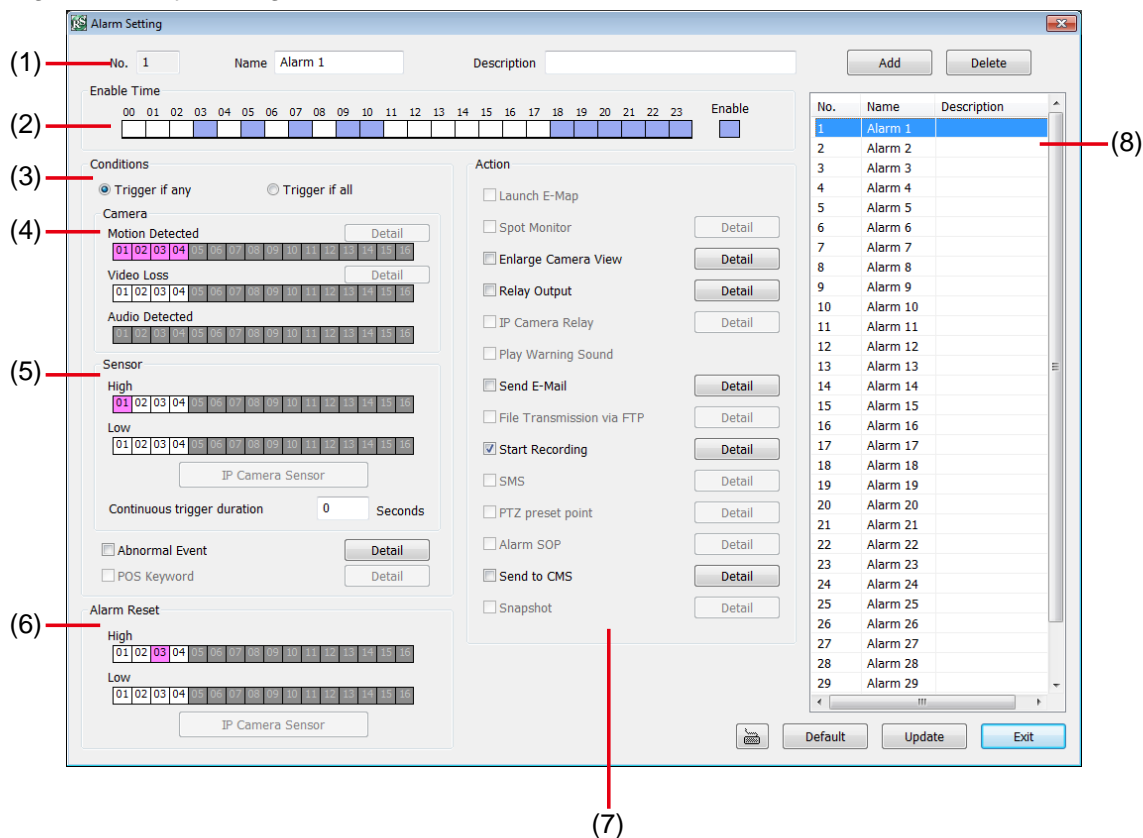 Alarm Setting
(1)
No. 1 Name Alarm 1 Description Add Delete
Enable Time
00 01 02 03 04 05 06 07 08 09 10 11 12 13 14 15 16 17 18 19 20 21 22 23 Enable
(2)
Conditions
(3)
Trigger if any Trigger if all
Camera
(4)
Motion Detected Detail
01 02 03 04 05 06 07 08 09 10 11 12 13 14 15 16
Video Loss Detail
01 02 03 04 05 06 07 08 09 10 11 12 13 14 15 16
Audio Detected
01 02 03 04 05 06 07 08 09 10 11 12 13 14 15 16
Sensor
(5)
High
01 02 03 04 05 06 07 08 09 10 11 12 13 14 15 16
Low
01 02 03 04 05 06 07 08 09 10 11 12 13 14 15 16
IP Camera Sensor
Continuous trigger duration 0 Seconds
Abnormal Event Detail
POS Keyword Detail
Alarm Reset
(6)
High
01 02 03 04 05 06 07 08 09 10 11 12 13 14 15 16
Low
01 02 03 04 05 06 07 08 09 10 11 12 13 14 15 16
IP Camera Sensor
Action
Launch E-Map
Spot Monitor Detail
Enlarge Camera View Detail
Relay Output Detail
IP Camera Relay Detail
Play Warning Sound
Send E-Mail Detail
File Transmission via FTP Detail
Start Recording Detail
SMS Detail
PTZ preset point Detail
Alarm SOP Detail
Send to CMS Detail
Snapshot Detail
(7)
No. Name Description
1 Alarm 1
(8)
2 Alarm 2
3 Alarm 3
4 Alarm 4
5 Alarm 5
6 Alarm 6
7 Alarm 7
8 Alarm 8
9 Alarm 9
10 Alarm 10
11 Alarm 11
12 Alarm 12
13 Alarm 13
14 Alarm 14
15 Alarm 15
16 Alarm 16
17 Alarm 17
18 Alarm 18
19 Alarm 19
20 Alarm 20
21 Alarm 21
22 Alarm 22
23 Alarm 23
24 Alarm 24
25 Alarm 25
26 Alarm 26
27 Alarm 27
28 Alarm 28
29 Alarm 29
Default Update Exit